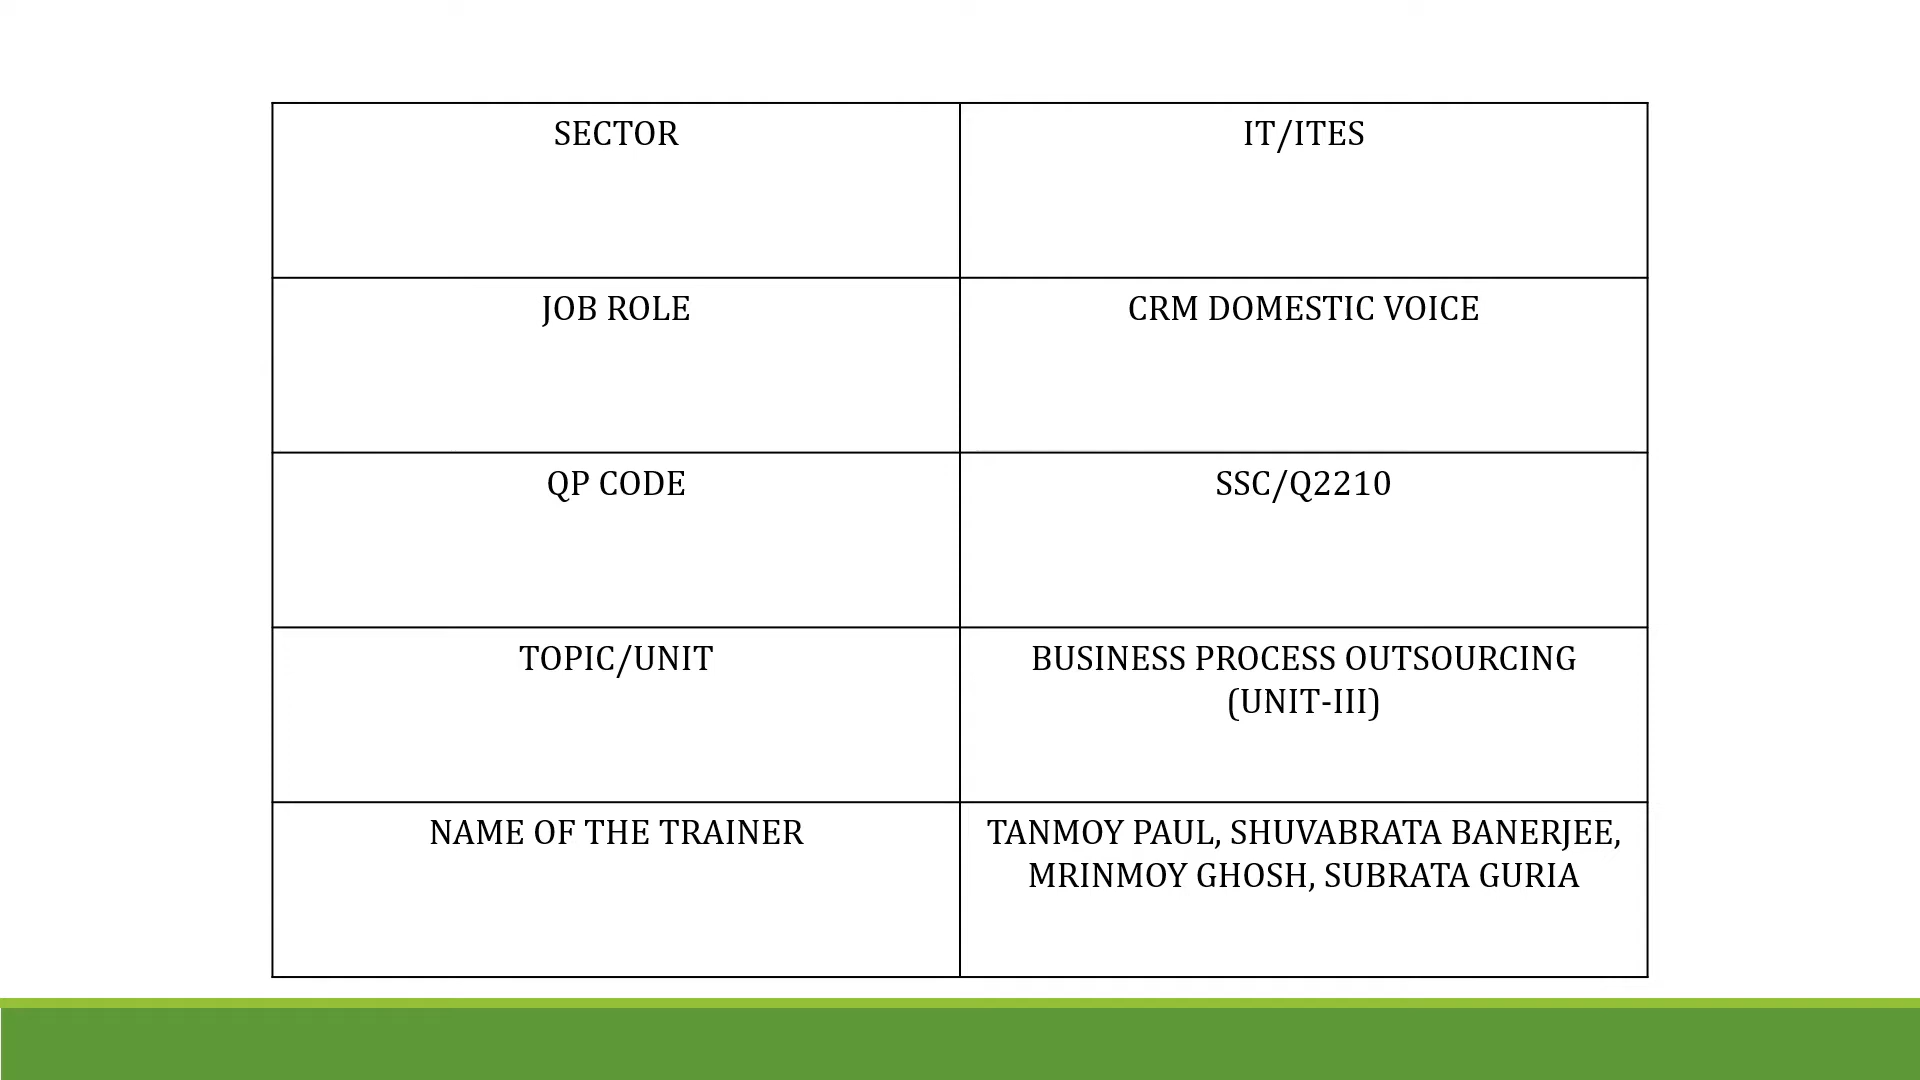 SECTOR
IT/ITES
JOB ROLE
CRM DOMESTIC VOICE
QP CODE
SSC/Q2210
TOPIC/UNIT
BUSINESS PROCESS OUTSOURCING
(UNIT-III)
NAME OF THE TRAINER
TANMOY PAUL, SHUVABRATA BANERJEE,
MRINMOY GHOSH, SUBRATA GURIA